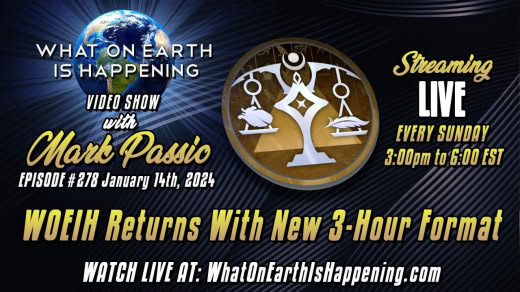 WHAT ON EARTH
IS HAPPENING
VIDEO SHOW
with
Mark Passio
EPISODE #278 January 14th, 2024
Streaming
LIVE
EVERY SUNDAY
3:00pm to 6:00 EST
WOEIH Returns With New 3-Hour Format
WATCH LIVE AT: WhatOnEarthIsHappening.com